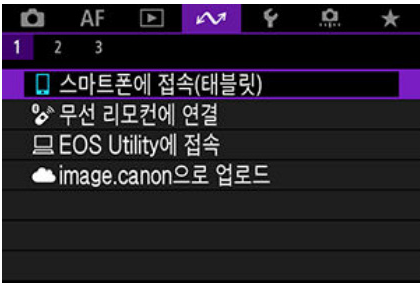 AF
1 2 3
스마트폰에 접속(태블릿)
무선 리모컨에 연결
EOS Utility에 접속
image.canon으로 업로드